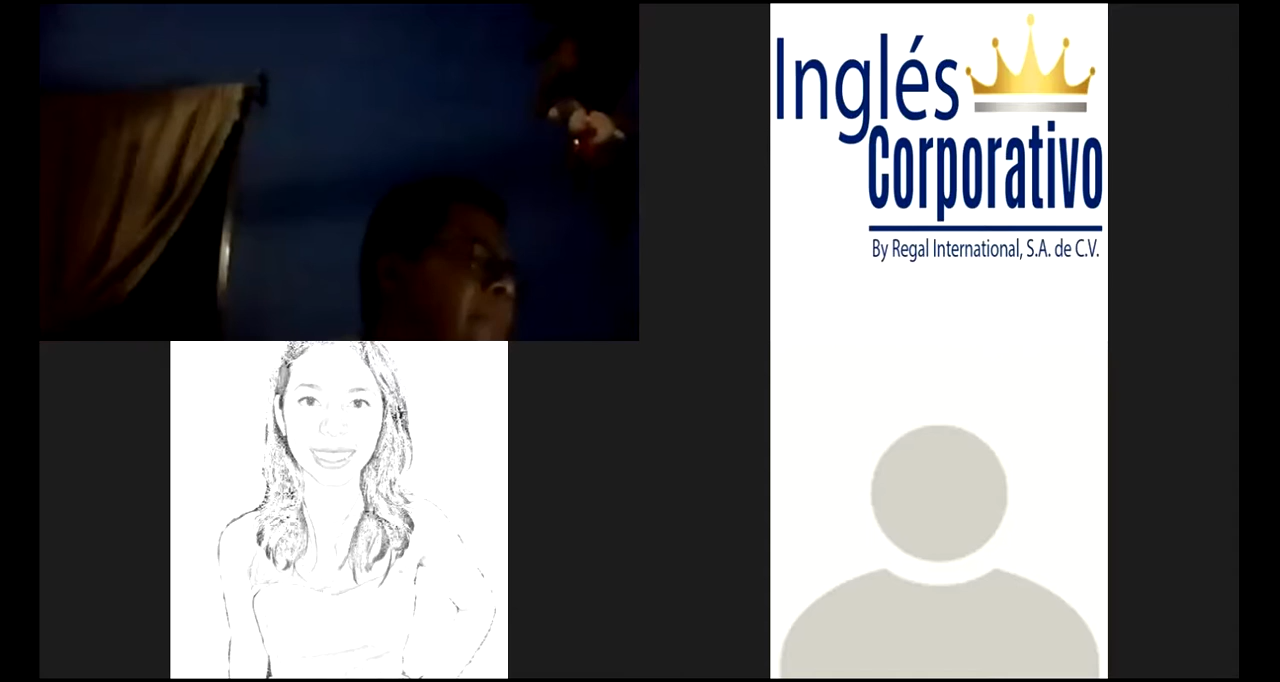 Inglés
Corporativo
By Regal International, S.A. de C.V.